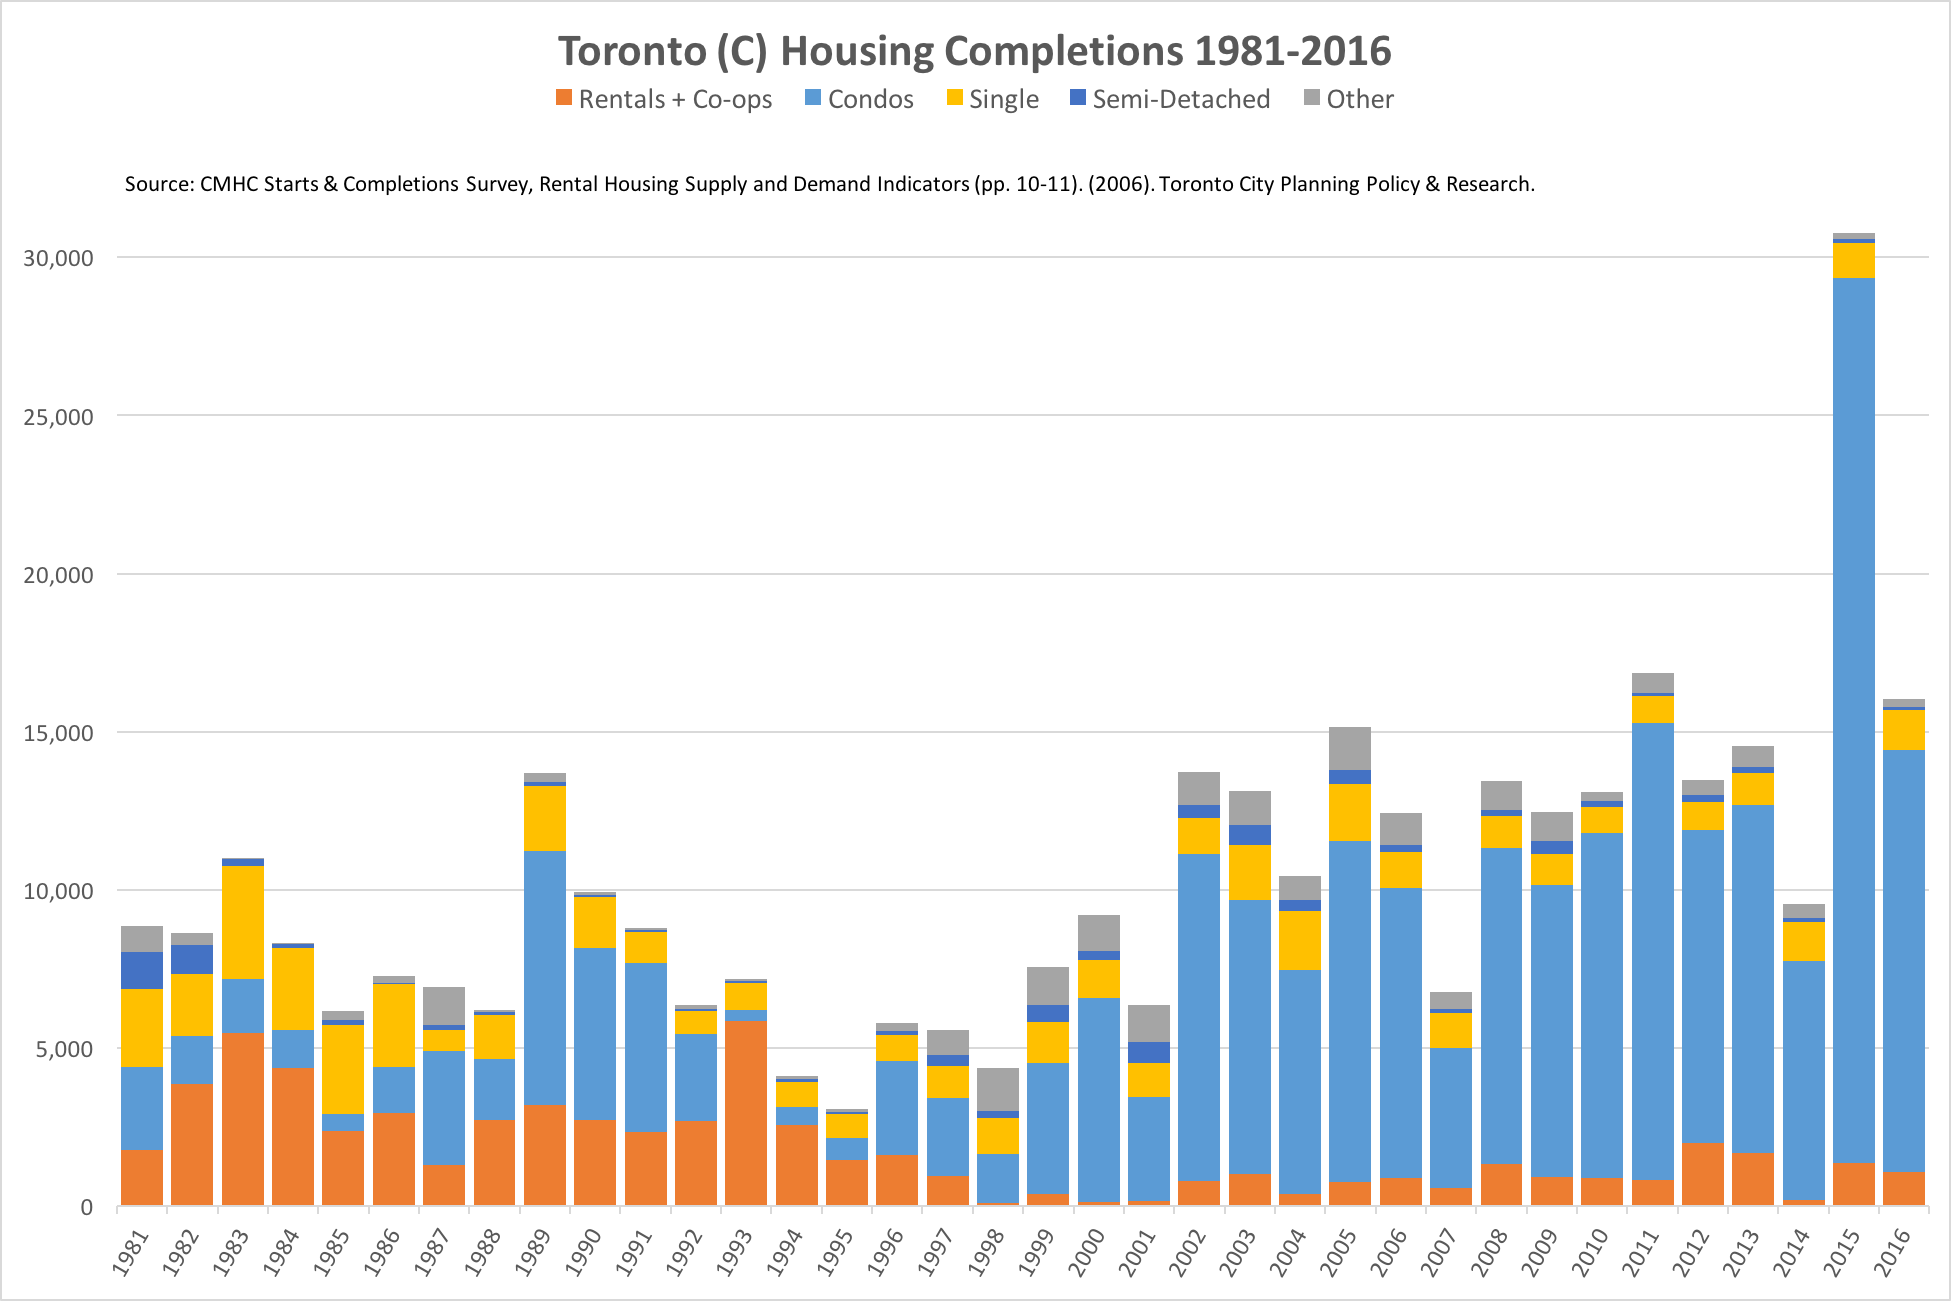 Toronto (C) Housing Completions 1981-2016
Rentals + Co-ops Condos Single Semi-Detached Other
Source: CMHC Starts & Completions Survey, Rental Housing Supply and Demand Indicators (pp. 10-11). (2006). Toronto City Planning Policy & Research.
30,000
25,000
20,000
15,000
10,000
5,000
0
1981 1982 1983 1984 1985 1986 1987 1988 1989 1990 1991 1992 1993 1994 1995 1996 1997 1998 1999 2000 2001 2002 2003 2004 2005 2006 2007 2008 2009 2010 2011 2012 2013 2014 2015 2016